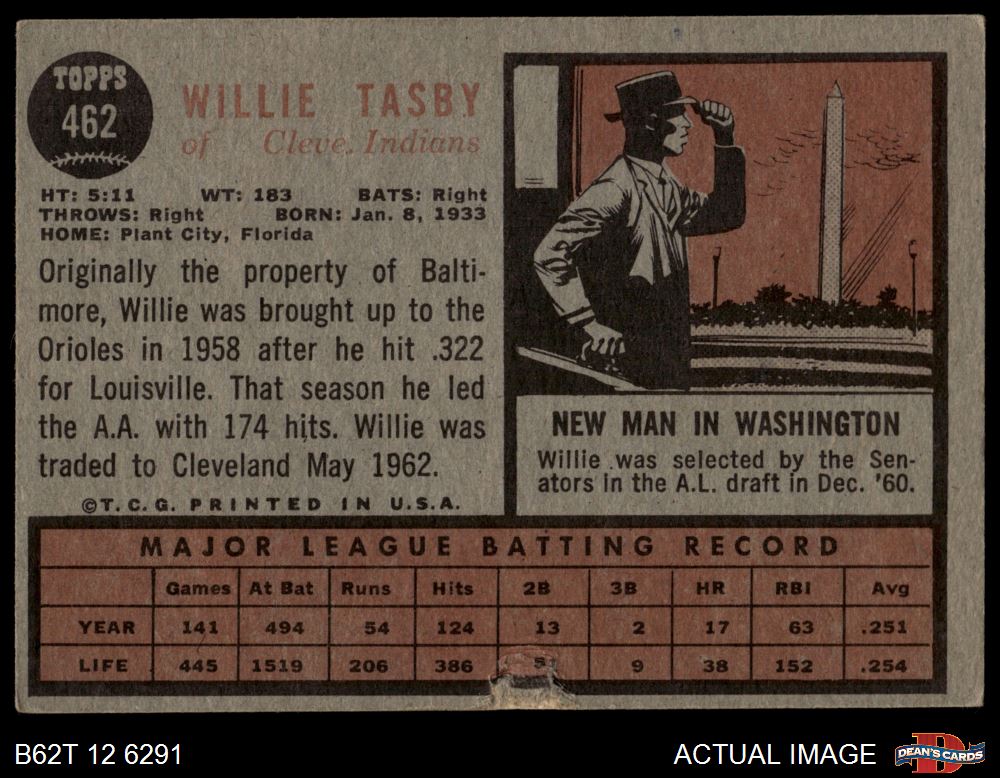 TOPPS
462
WILLIE TASBY
of Cleve. Indians
HT: 5:11 WT: 183 BATS: Right
THROWS: Right BORN: Jan. 8, 1933
HOME: Plant City, Florida
Originally the property of Balti-
more, Willie was brought up to the
Orioles in 1958 after he hit .322
for Louisville. That season he led
the A.A. with 174 hits. Willie was
traded to Cleveland May 1962.
©T.C.G. PRINTED IN U.S.A.
NEW MAN IN WASHINGTON
Willie was selected by the Sen-
ators in the A.L. draft in Dec. '60.
MAJOR LEAGUE BATTING RECORD
Games At Bat Runs Hits 2B 3B HR RBI Avg
YEAR 141 494 54 124 13 2 17 63 .251
LIFE 445 1519 206 386 9 38 152 .254
B62T 12 6291
ACTUAL IMAGE
DEAN'S CARDS